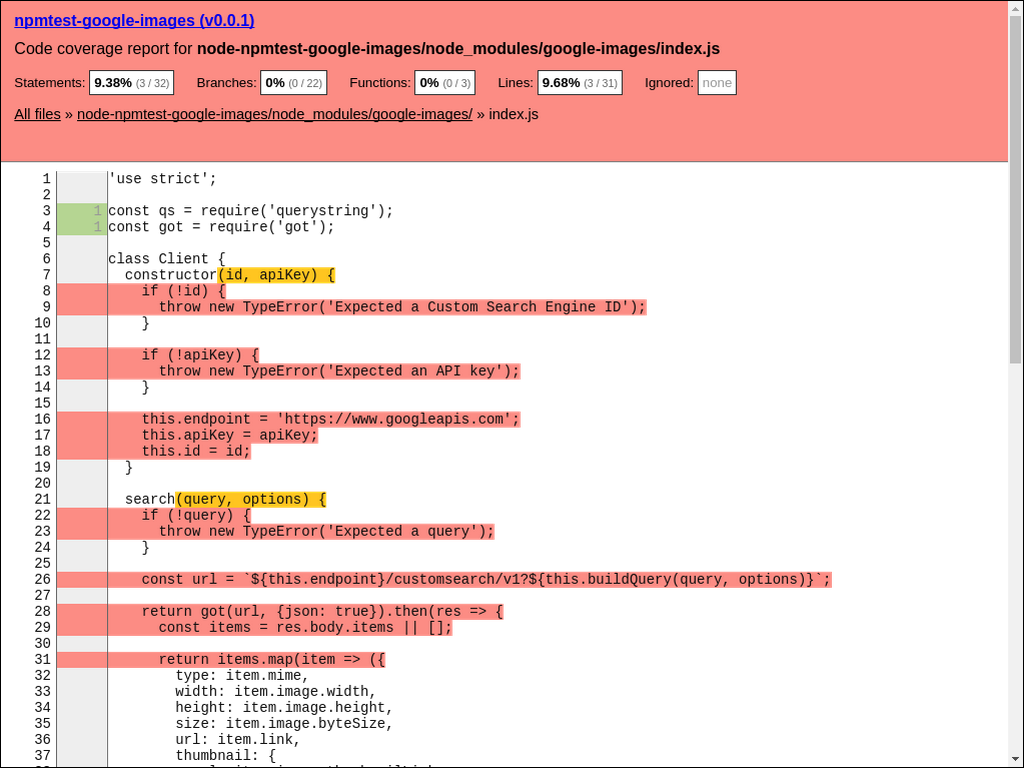 npmtest-google-images (v0.0.1)
Code coverage report for node-npmtest-google-images/node_modules/google-images/index.js
Statements: 9.38% (3 / 32) Branches: 0% (0 / 22) Functions: 0% (0 / 3) Lines: 9.68% (3 / 31) Ignored: none
All files » node-npmtest-google-images/node_modules/google-images/ » index.js
1 'use strict';
2
3 1 const qs = require('querystring');
4 1 const got = require('got');
5
6 class Client {
7 constructor(id, apiKey) {
8 if (!id) {
9 throw new TypeError('Expected a Custom Search Engine ID');
10 }
11
12 if (!apiKey) {
13 throw new TypeError('Expected an API key');
14 }
15
16 this.endpoint = 'https://www.googleapis.com';
17 this.apiKey = apiKey;
18 this.id = id;
19 }
20
21 search(query, options) {
22 if (!query) {
23 throw new TypeError('Expected a query');
24 }
25
26 const url = `${this.endpoint}/customsearch/v1?${this.buildQuery(query, options)}`;
27
28 return got(url, {json: true}).then(res => {
29 const items = res.body.items || [];
30
31 return items.map(item => ({
32 type: item.mime,
33 width: item.image.width,
34 height: item.image.height,
35 size: item.image.byteSize,
36 url: item.link,
37 thumbnail: {